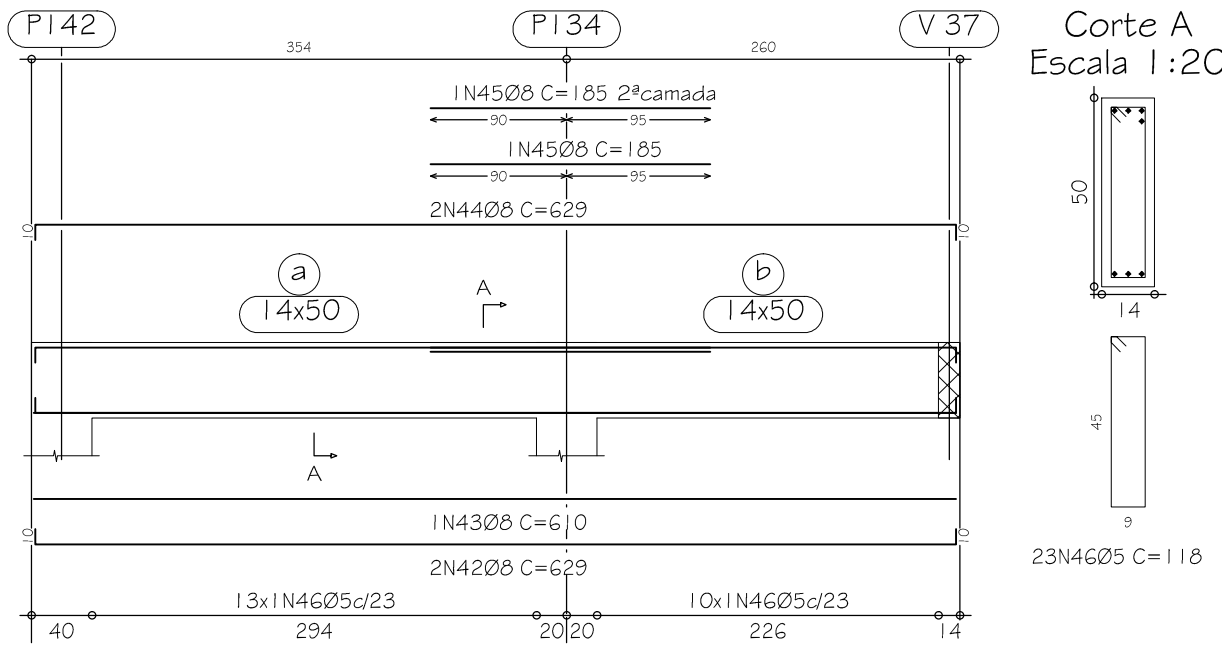 P142 P134 V 37
Corte A
Escala 1:20
354 260
1N45Ø8 C=185 2ªcamada
90 95
1N45Ø8 C=185
90 95
2N44Ø8 C=629
10 10
a b
14x50 14x50
A
A
50
14
45
9
23N46Ø5 C=118
1N43Ø8 C=610
10 10
2N42Ø8 C=629
13x1N46Ø5c/23 10x1N46Ø5c/23
40 294 20 20 226 14